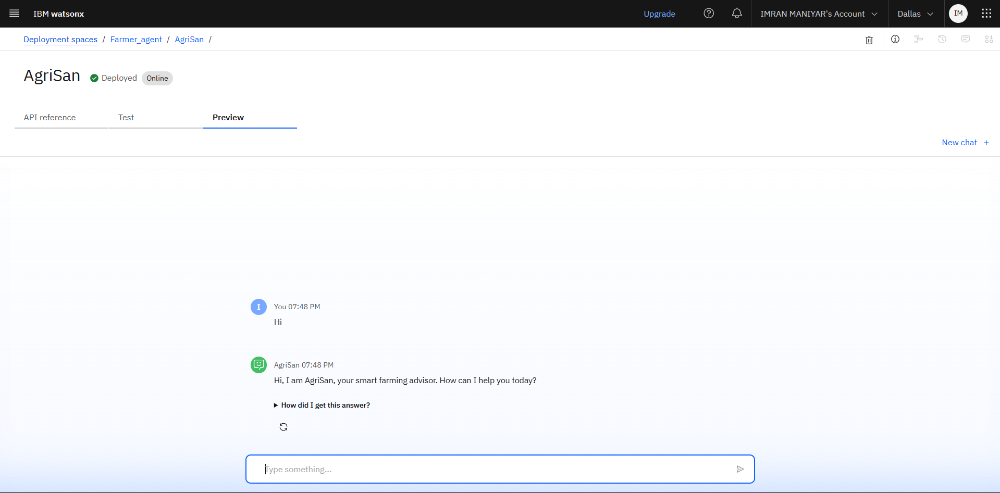 IBM watsonx Upgrade IMRAN MANIYAR's Account Dallas IM
Deployment spaces / Farmer_agent / AgriSan /
AgriSan Deployed Online
API reference Test Preview
New chat +
I You 07:48 PM
Hi
AgriSan 07:48 PM
Hi, I am AgriSan, your smart farming advisor. How can I help you today?
How did I get this answer?
Type something...